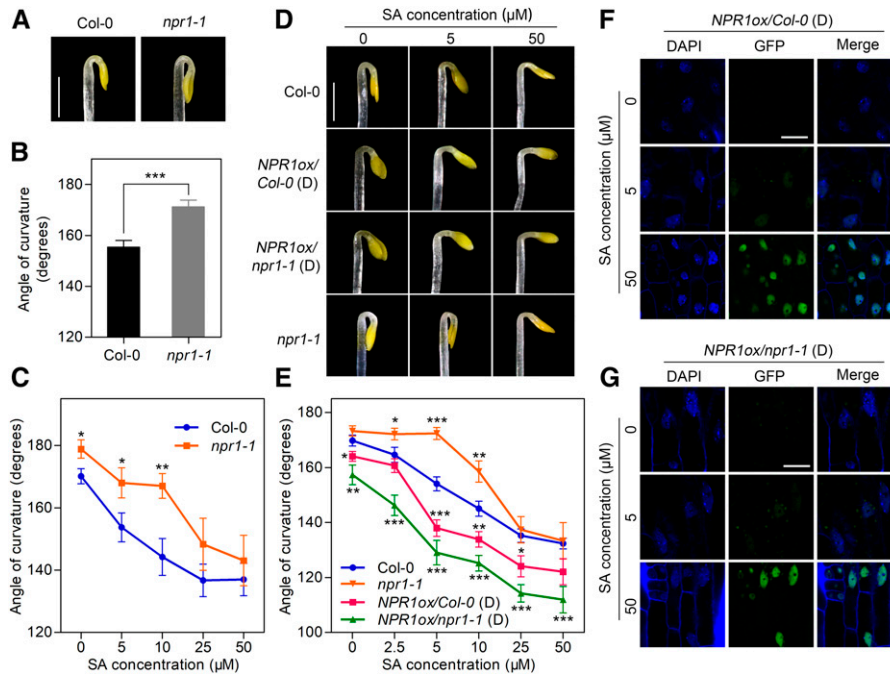 A
Col-0 npr1-1
B
Angle of curvature
(degrees)
180
160
140
120
***
Col-0 npr1-1
C
Angle of curvature (degrees)
180
160
140
120
* * **
Col-0
npr1-1
0 5 10 25 50
SA concentration (µM)
D
SA concentration (µM)
0 5 50
Col-0
NPR1ox/
Col-0 (D)
NPR1ox/
npr1-1 (D)
npr1-1
E
Angle of curvature (degrees)
180
160
140
120
100
* *** **
* *** ** *
** *** *** *** *** ***
Col-0
npr1-1
NPR1ox/Col-0 (D)
NPR1ox/npr1-1 (D)
0 2.5 5 10 25 50
SA concentration (µM)
F
NPR1ox/Col-0 (D)
DAPI GFP Merge
SA concentration (µM)
0
5
50
G
NPR1ox/npr1-1 (D)
DAPI GFP Merge
SA concentration (µM)
0
5
50